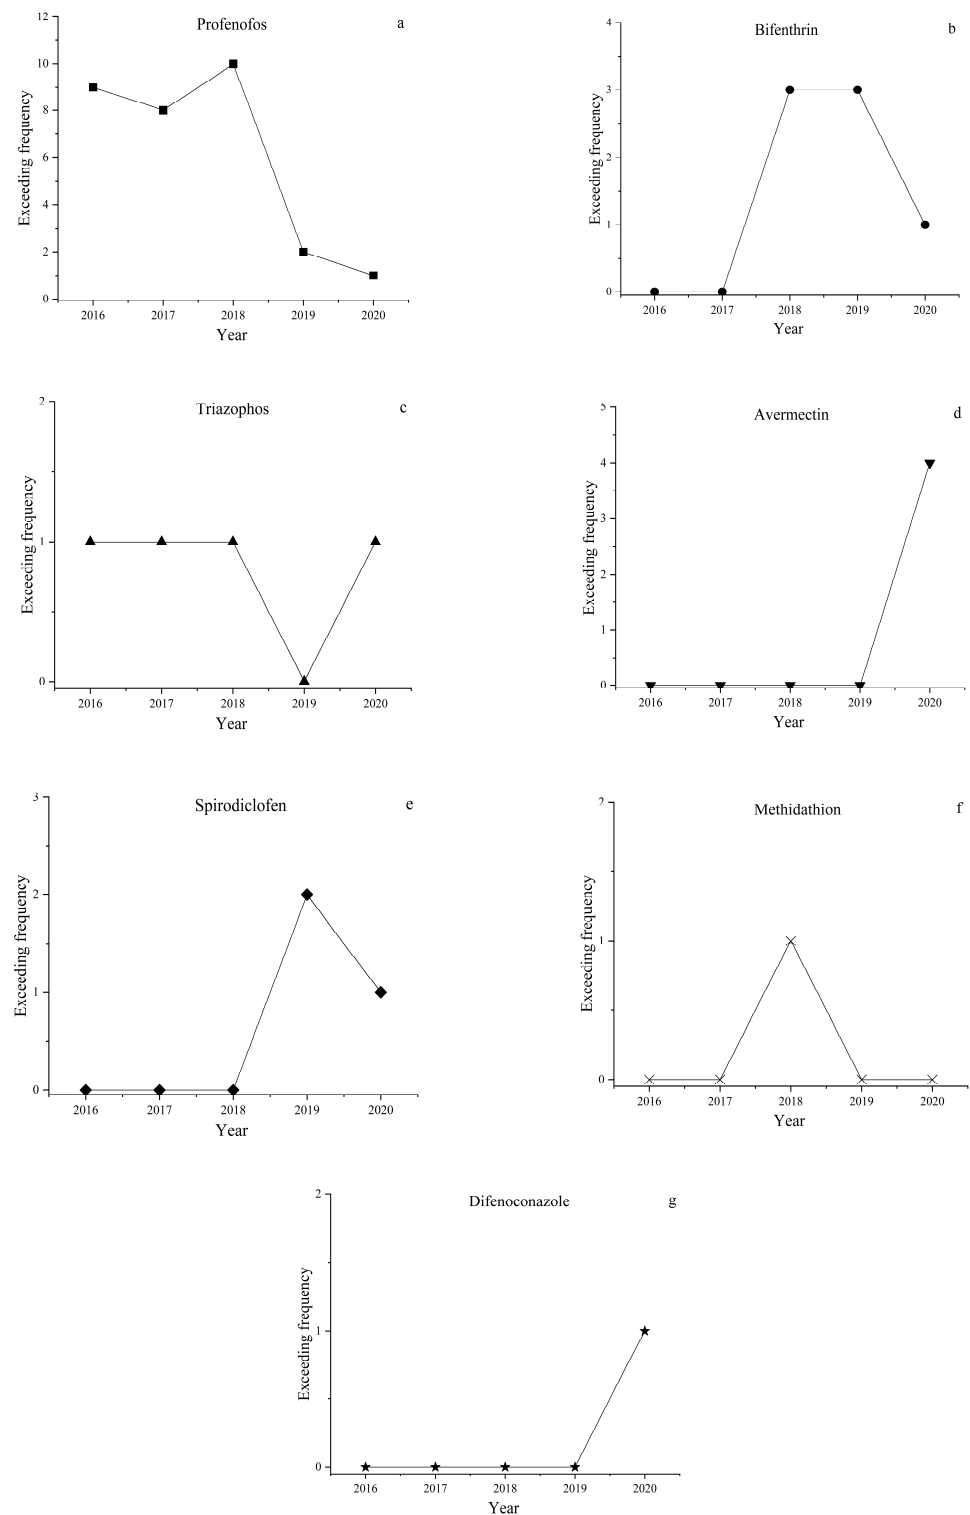 Profenofos
a
12
10
8
6
4
2
0
Exceeding frequency
2016 2017 2018 2019 2020
Year
Bifenthrin
b
4
3
2
1
0
Exceeding frequency
2016 2017 2018 2019 2020
Year
Triazophos
c
2
1
0
Exceeding frequency
2016 2017 2018 2019 2020
Year
Avermectin
d
5
4
3
2
1
0
Exceeding frequency
2016 2017 2018 2019 2020
Year
Spirodiclofen
e
3
2
1
0
Exceeding frequency
2016 2017 2018 2019 2020
Year
Methidathion
f
2
1
0
Exceeding frequency
2016 2017 2018 2019 2020
Year
Difenoconazole
g
2
1
0
Exceeding frequency
2016 2017 2018 2019 2020
Year